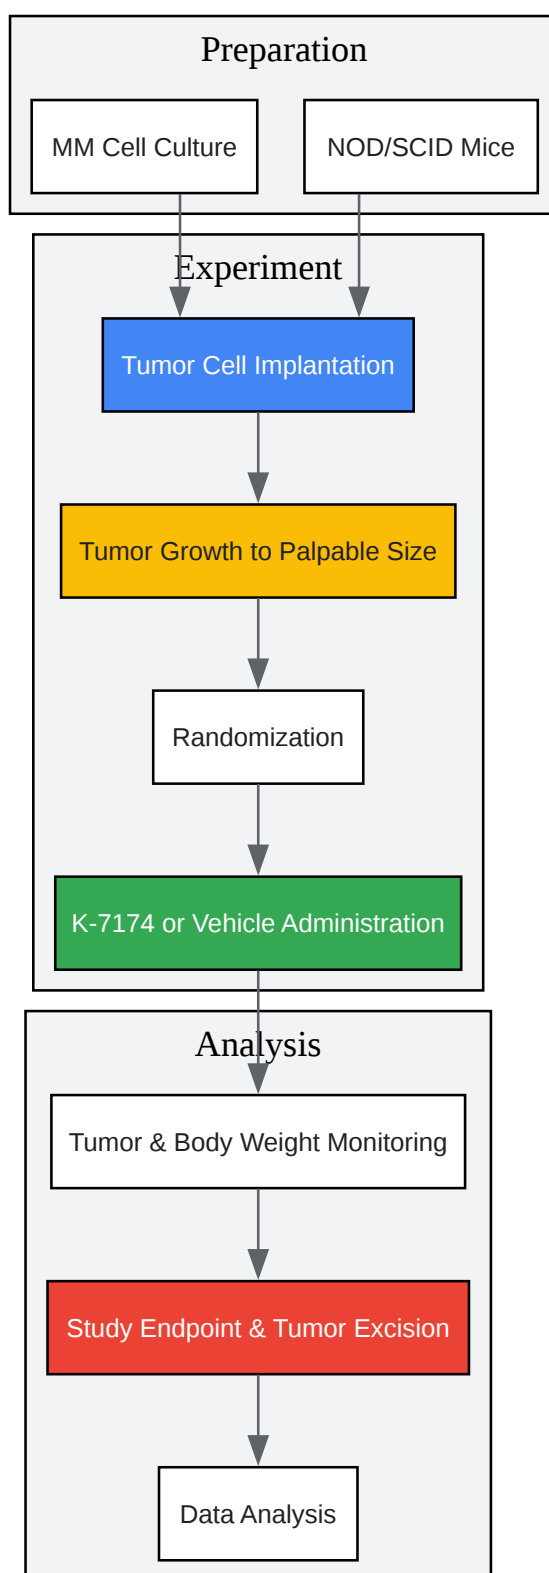 Preparation
MM Cell Culture
NOD/SCID Mice
Experiment
Tumor Cell Implantation
Tumor Growth to Palpable Size
Randomization
K-7174 or Vehicle Administration
Analysis
Tumor & Body Weight Monitoring
Study Endpoint & Tumor Excision
Data Analysis